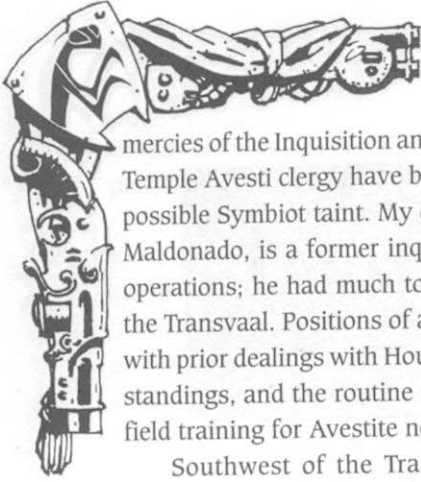 mercies of the Inquisition an
Temple Avesti clergy have b
possible Symbiot taint. My
Maldonado, is a former inq
operations; he had much to
the Transvaal. Positions of a
with prior dealings with Hou
standings, and the routine
field training for Avestite n
Southwest of the Tra